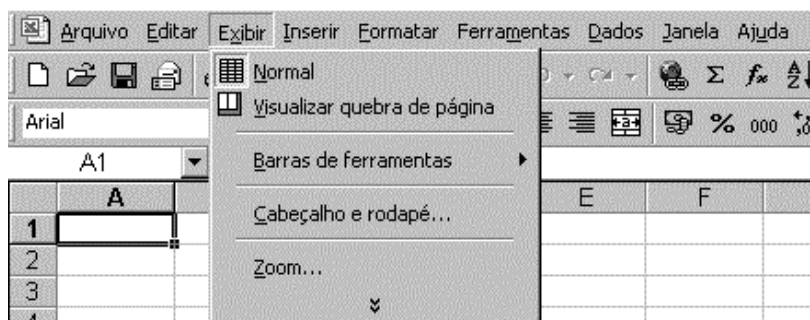 Arquivo Editar Exibir Inserir Formatar Ferramentas Dados Janela Ajuda
Normal
Visualizar quebra de página
Arial
% 000
A1
Barras de ferramentas
A E F
Cabeçalho e rodapé...
1
2
Zoom...
3